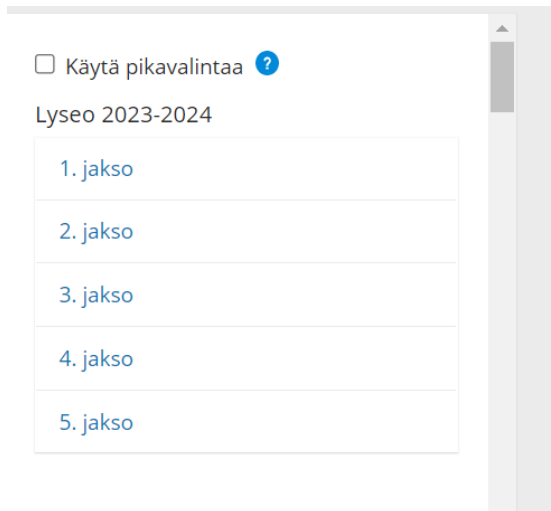 Käytä pikavalintaa ?
Lyseo 2023-2024
1. jakso
2. jakso
3. jakso
4. jakso
5. jakso